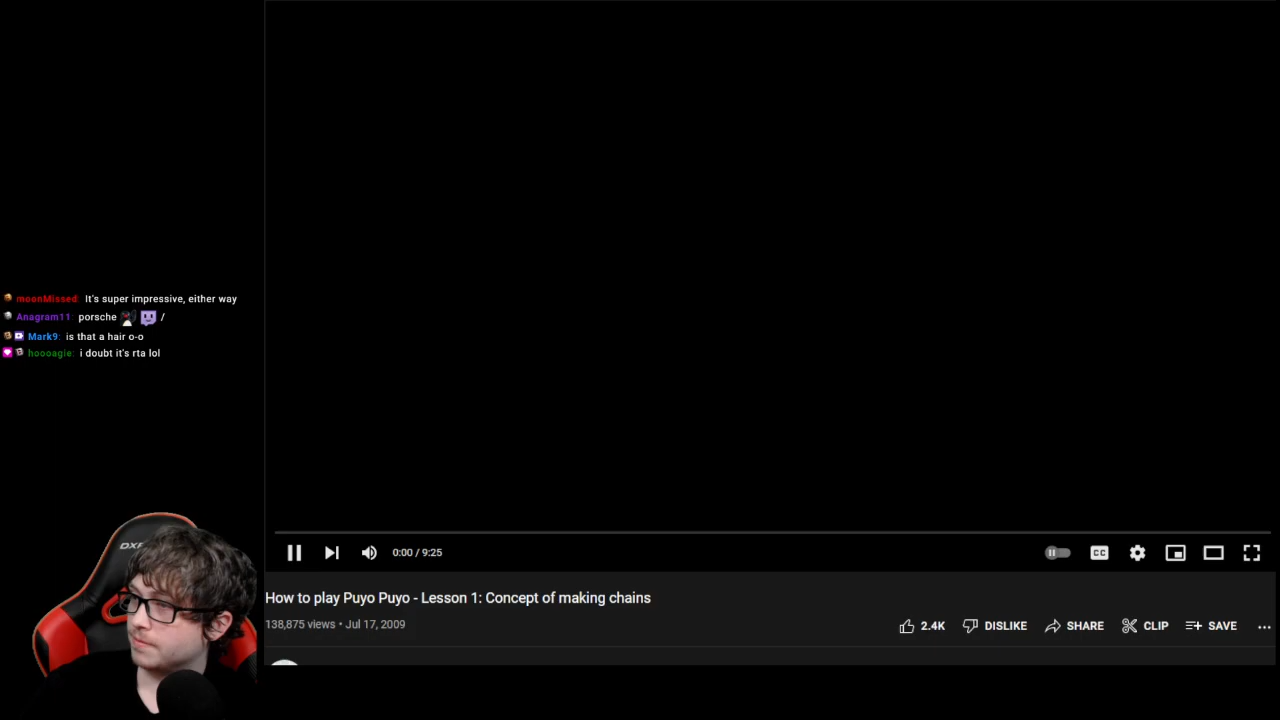 moonMissed: It's super impressive, either way
Anagram11: porsche /
Mark9: is that a hair o-o
hoooagie: i doubt it's rta lol
DXR
0:00 / 9:25
CC
How to play Puyo Puyo - Lesson 1: Concept of making chains
138,875 views • Jul 17, 2009
2.4K DISLIKE SHARE CLIP SAVE ...